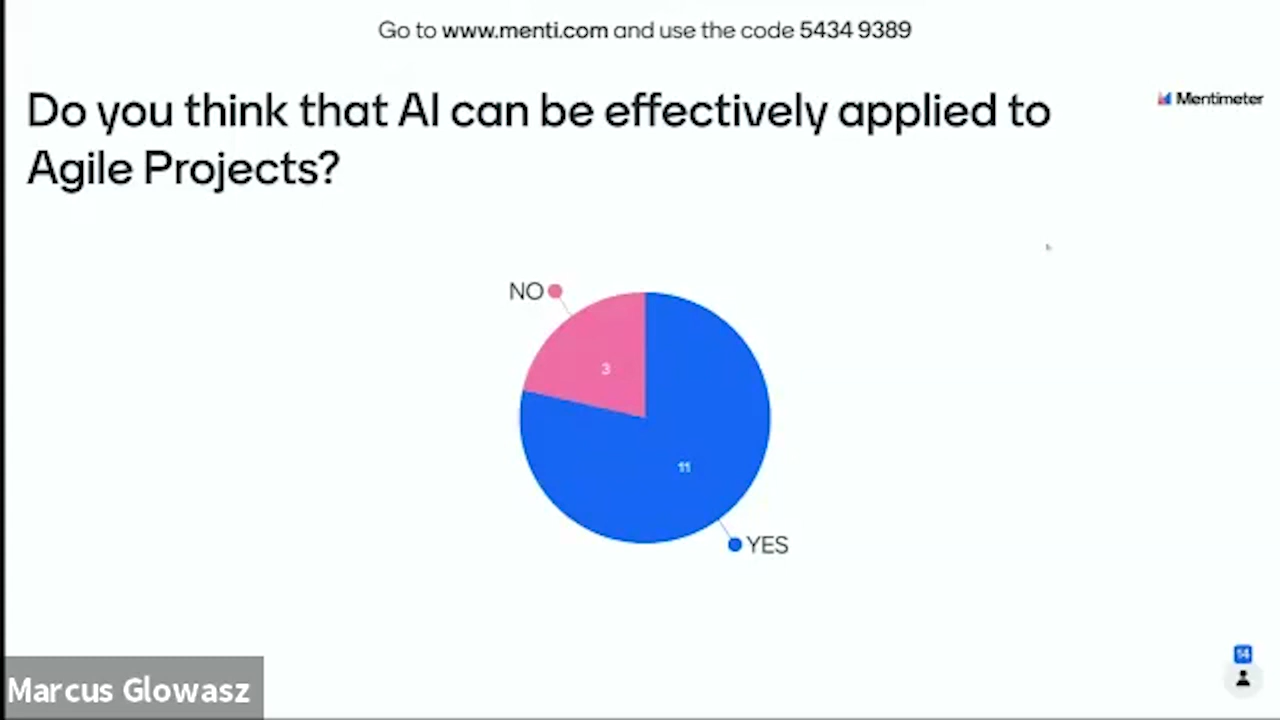 Go to www.menti.com and use the code 5434 9389
Do you think that AI can be effectively applied to
Agile Projects?
Mentimeter
NO
3
11
YES
14
Marcus Glowasz